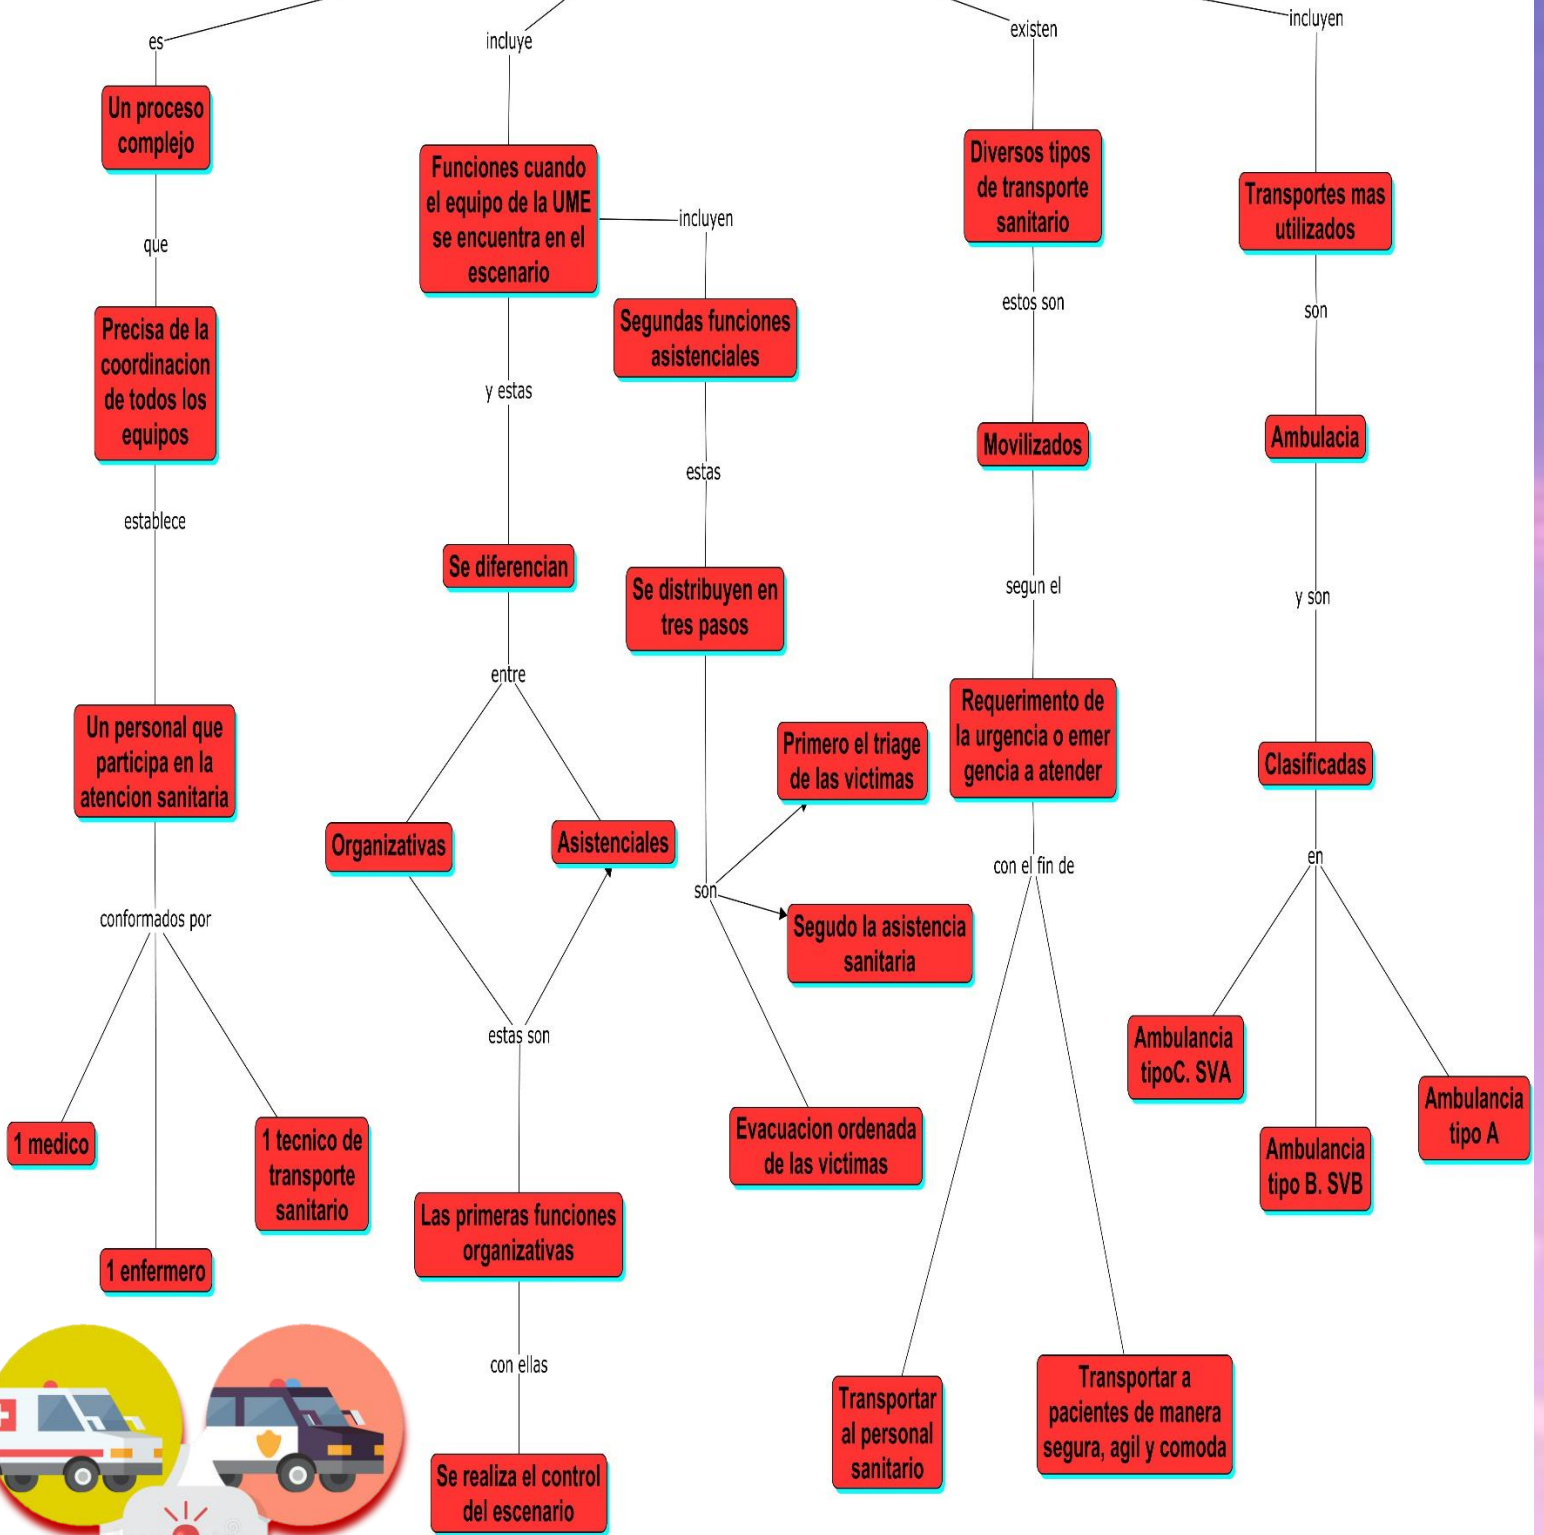 es
Un proceso
complejo
que
Precisa de la
coordinacion
de todos los
equipos
establece
Un personal que
participa en la
atencion sanitaria
conformados por
1 medico
1 enfermero
1 tecnico de
transporte
sanitario
incluye
Funciones cuando
el equipo de la UME
se encuentra en el
escenario
y estas
Se diferencian
entre
Organizativas
Asistenciales
estas son
Las primeras funciones
organizativas
con ellas
Se realiza el control
del escenario
incluyen
Segundas funciones
asistenciales
estas
Se distribuyen en
tres pasos
son
Primero el triage
de las victimas
Segudo la asistencia
sanitaria
Evacuacion ordenada
de las victimas
existen
Diversos tipos
de transporte
sanitario
estos son
Movilizados
segun el
Requerimento de
la urgencia o emer
gencia a atender
con el fin de
Transportar
al personal
sanitario
Transportar a
pacientes de manera
segura, agil y comoda
incluyen
Transportes mas
utilizados
son
Ambulacia
y son
Clasificadas
en
Ambulancia
tipoC. SVA
Ambulancia
tipo B. SVB
Ambulancia
tipo A